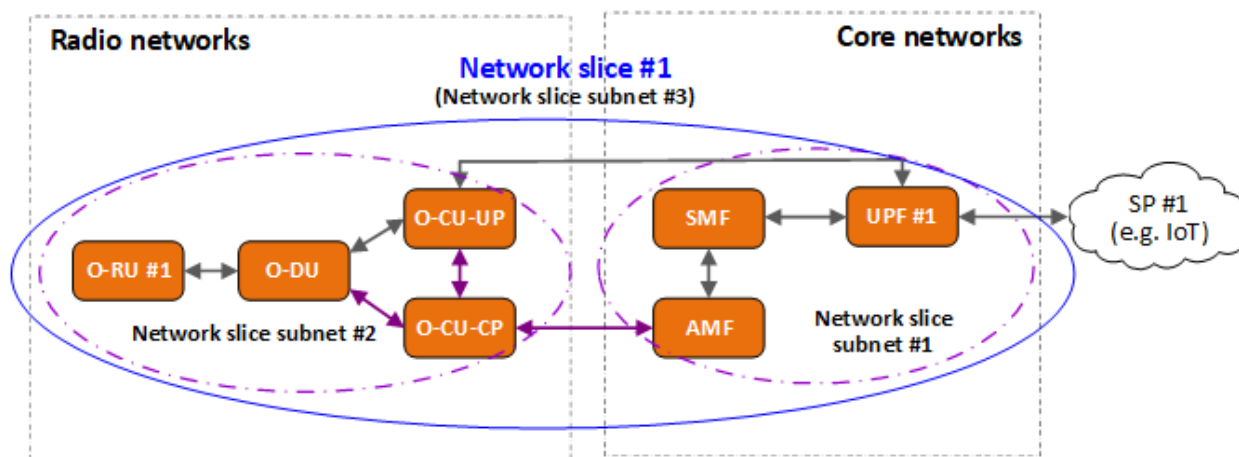 Radio networks
Core networks
Network slice #1
(Network slice subnet #3)
O-CU-UP
SMF
UPF #1
SP #1
(e.g. IoT)
O-RU #1
O-DU
Network slice subnet #2
O-CU-CP
AMF
Network slice
subnet #1